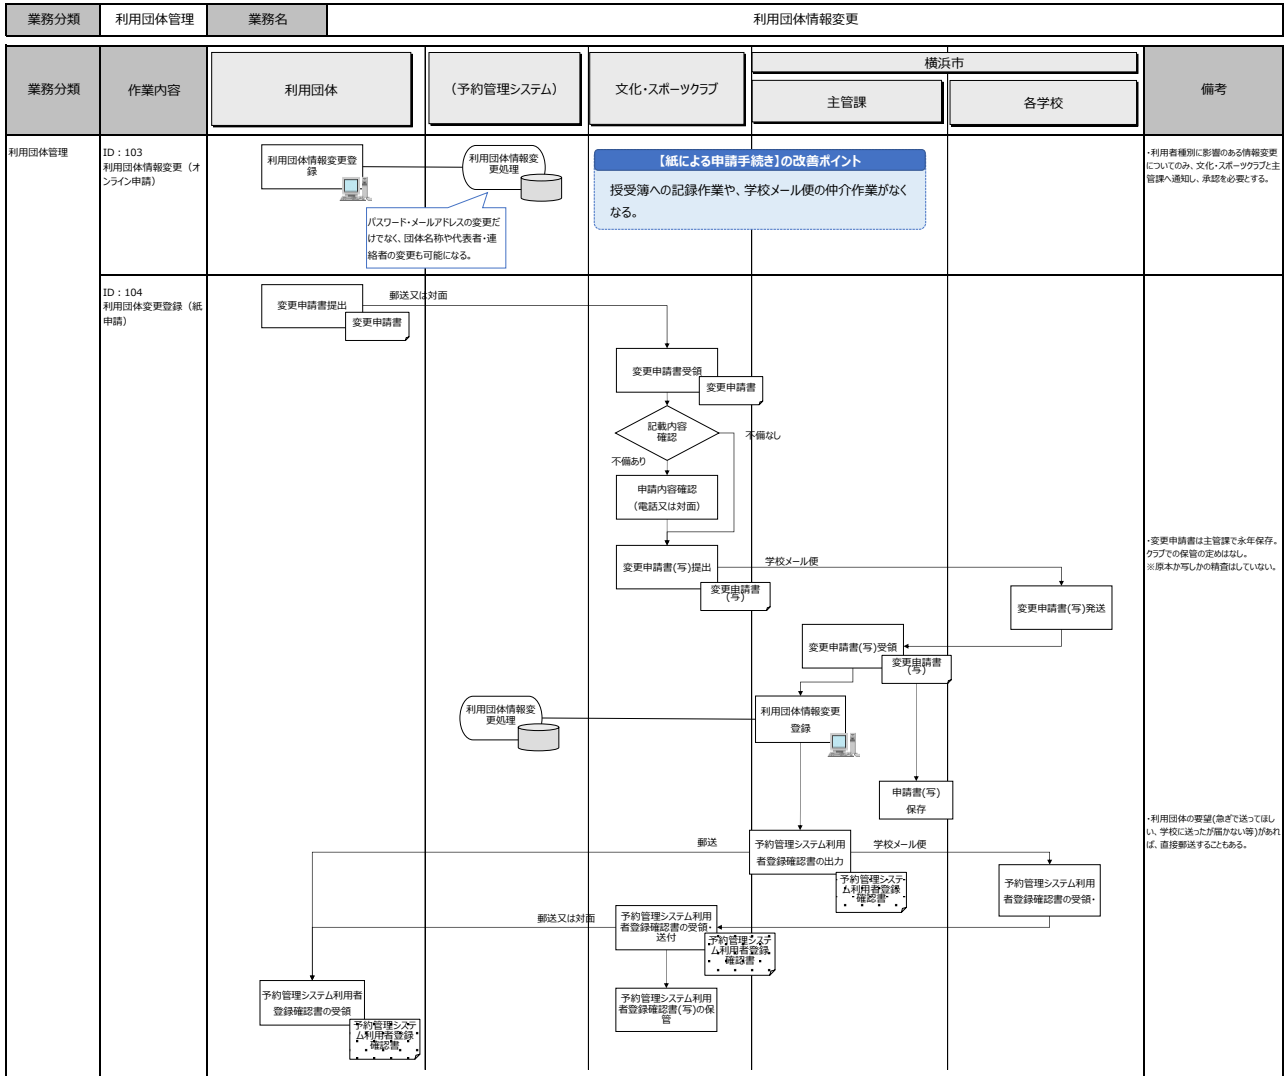 業務分類
利用団体管理
業務名
利用団体情報変更
業務分類
作業内容
利用団体
(予約管理システム)
文化・スポーツクラブ
横浜市
主管課
各学校
備考
利用団体管理
ID：103
利用団体情報変更（オ
ンライン申請）
利用団体情報変更登
録
利用団体情報変
更処理
パスワード・メールアドレスの変更だ
けでなく、団体名称や代表者・連
絡者の変更も可能になる。
【紙による申請手続き】の改善ポイント
授受簿への記録作業や、学校メール便の仲介作業がなく
なる。
・利用者種別に影響のある情報変更
についてのみ、文化・スポーツクラブと主
管課へ通知し、承認を必要とする。
ID：104
利用団体変更登録（紙
申請）
変更申請書提出
変更申請書
郵送又は対面
変更申請書受領
変更申請書
記載内容
確認
不備なし
不備あり
申請内容確認
（電話又は対面）
変更申請書(写)提出
変更申請書
(写)
学校メール便
変更申請書(写)発送
・変更申請書は主管課で永年保存。
クラブでの保管の定めはなし。
※原本か写しかの精査はしていない。
変更申請書(写)受領
変更申請書
(写)
利用団体情報変
更処理
利用団体情報変更
登録
申請書(写)
保存
郵送
予約管理システム利用
者登録確認書の出力
学校メール便
予約管理システ
ム利用者登録
確認書
予約管理システム利用
者登録確認書の受領・
・利用団体の要望(急ぎで送ってほし
い、学校に送ったが届かない等)があれ
ば、直接郵送することもある。
郵送又は対面
予約管理システム利用
者登録確認書の受領・
送付
予約管理システ
ム利用者登録
確認書
予約管理システム利用者
登録確認書の受領
予約管理システ
ム利用者登録
確認書
予約管理システム利用
者登録確認書(写)の保
管